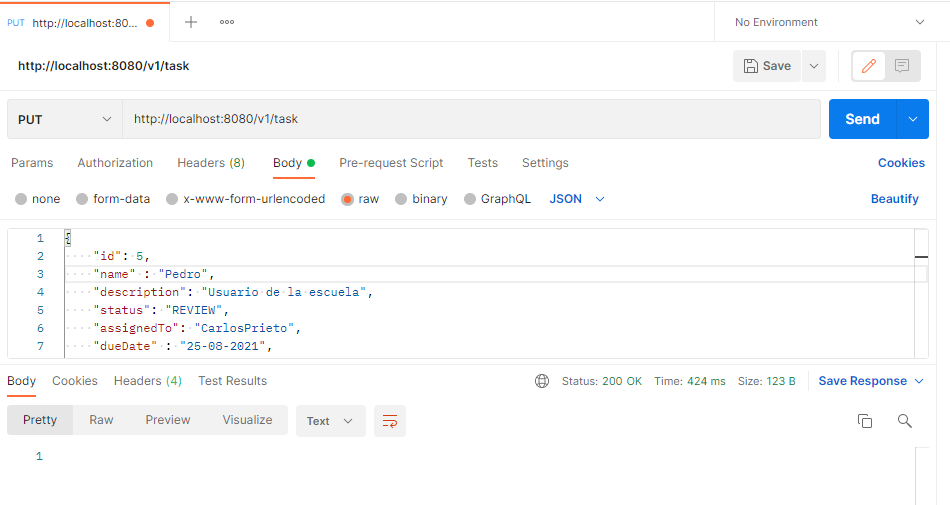 PUT http://localhost:80...
No Environment
http://localhost:8080/v1/task
Save
PUT http://localhost:8080/v1/task Send
Params Authorization Headers (8) Body Pre-request Script Tests Settings Cookies
none form-data x-www-form-urlencoded raw binary GraphQL JSON Beautify
1 {
2 "id": 5,
3 "name" : "Pedro",
4 "description": "Usuario de la escuela",
5 "status": "REVIEW",
6 "assignedTo": "CarlosPrieto",
7 "dueDate" : "25-08-2021",
Body Cookies Headers (4) Test Results Status: 200 OK Time: 424 ms Size: 123 B Save Response
Pretty Raw Preview Visualize Text
1